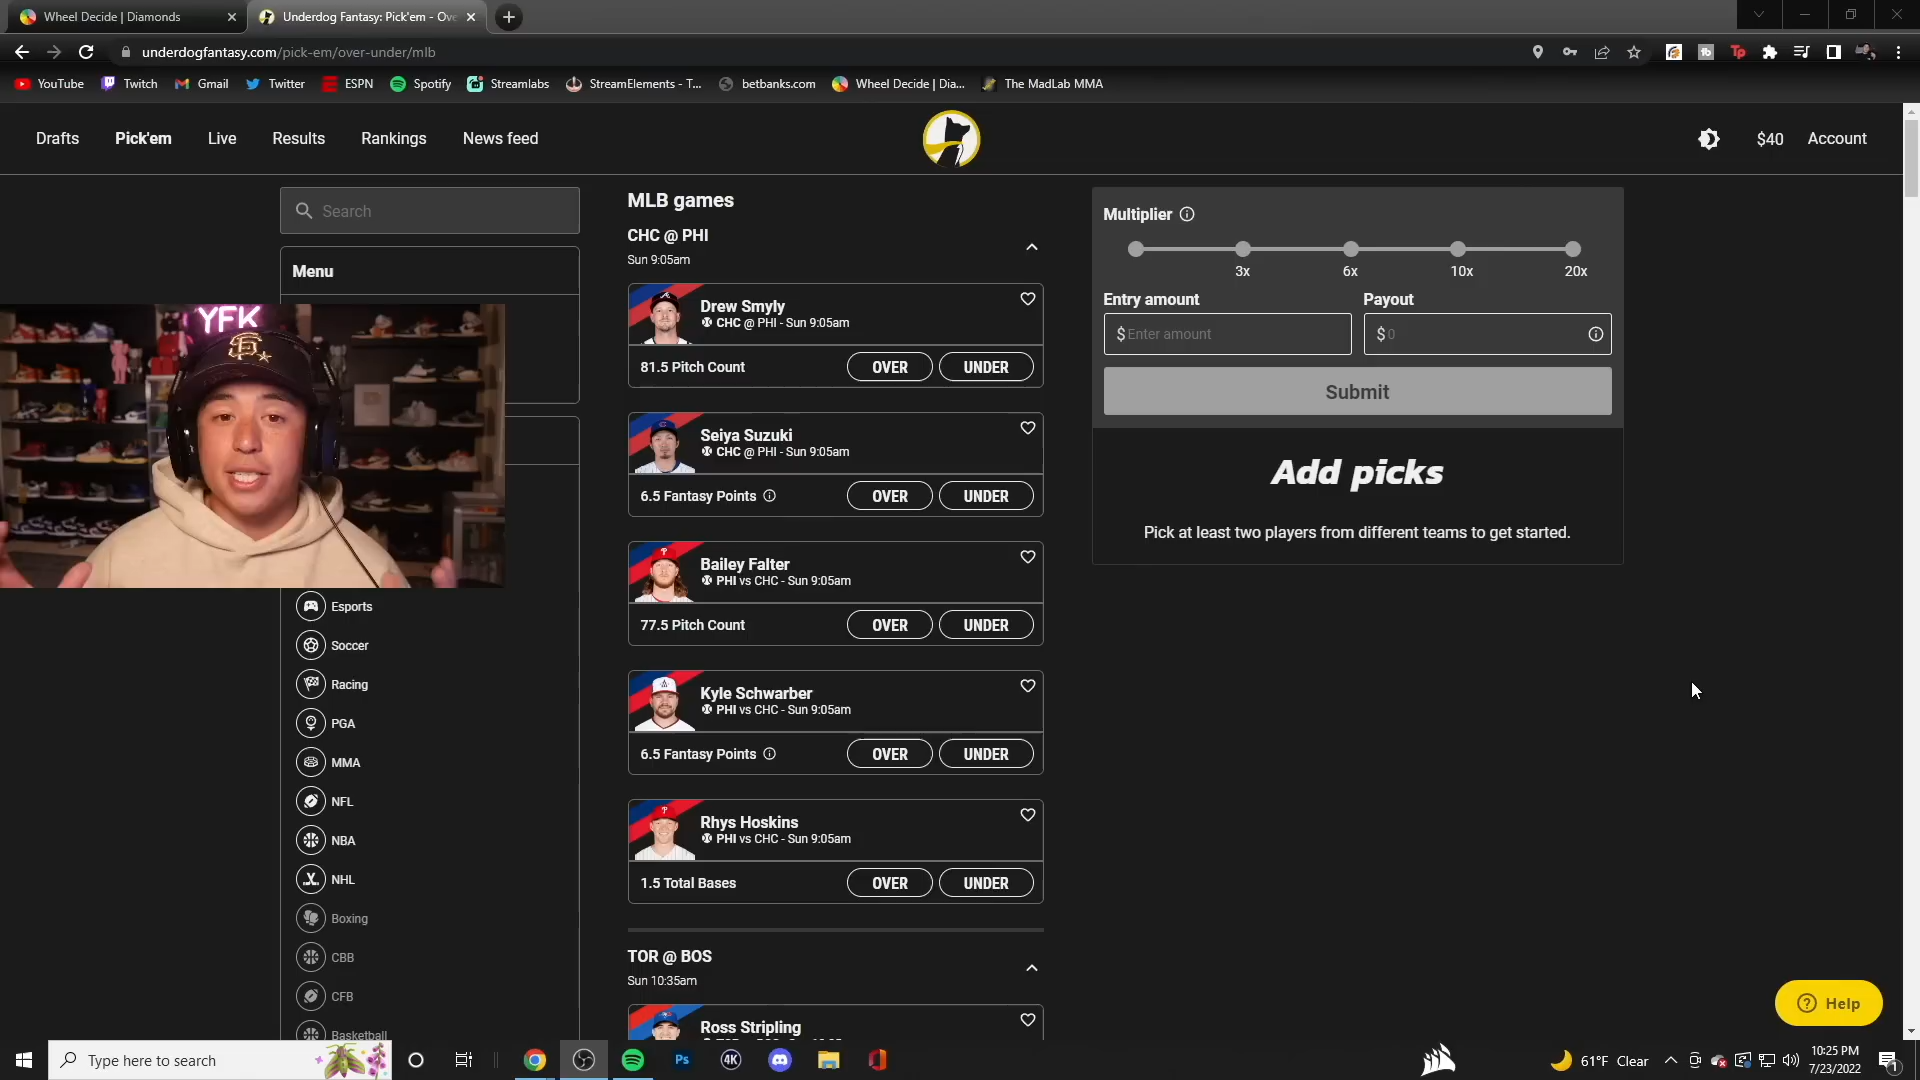 Wheel Decide | Diamonds
Underdog Fantasy: Pick'em - Ove
underdogfantasy.com/pick-em/over-under/mlb
YouTube
Twitch
Gmail
Twitter
ESPN
Spotify
Streamlabs
StreamElements - T...
betbanks.com
Wheel Decide | Dia...
The MadLab MMA
Drafts
Pick'em
Live
Results
Rankings
News feed
$40
Account
Search
Menu
YFK
SF
Esports
Soccer
Racing
PGA
MMA
NFL
NBA
NHL
Boxing
CBB
CFB
Basketball
MLB games
CHC @ PHI
Sun 9:05am
Drew Smyly
CHC @ PHI - Sun 9:05am
81.5 Pitch Count
OVER
UNDER
Seiya Suzuki
CHC @ PHI - Sun 9:05am
6.5 Fantasy Points
OVER
UNDER
Bailey Falter
PHI vs CHC - Sun 9:05am
77.5 Pitch Count
OVER
UNDER
Kyle Schwarber
PHI vs CHC - Sun 9:05am
6.5 Fantasy Points
OVER
UNDER
Rhys Hoskins
PHI vs CHC - Sun 9:05am
1.5 Total Bases
OVER
UNDER
TOR @ BOS
Sun 10:35am
Ross Stripling
Multiplier
3x
6x
10x
20x
Entry amount
Payout
$ Enter amount
$ 0
Submit
Add picks
Pick at least two players from different teams to get started.
Help
Type here to search
Ps
4K
61°F Clear
10:25 PM
7/23/2022
1